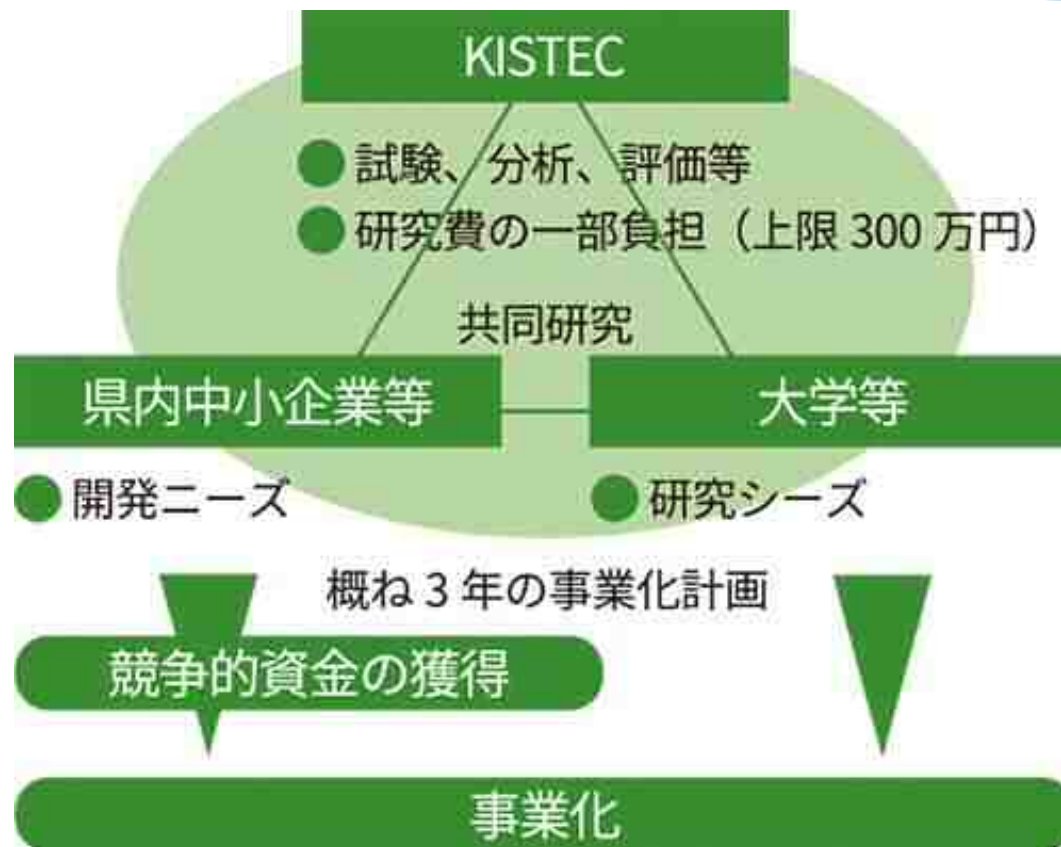 KISTEC
●試験、分析、評価等
●研究費の一部負担（上限 300 万円）
共同研究
県内中小企業等
大学等
●開発ニーズ
●研究シーズ
概ね 3 年の事業化計画
競争的資金の獲得
事業化